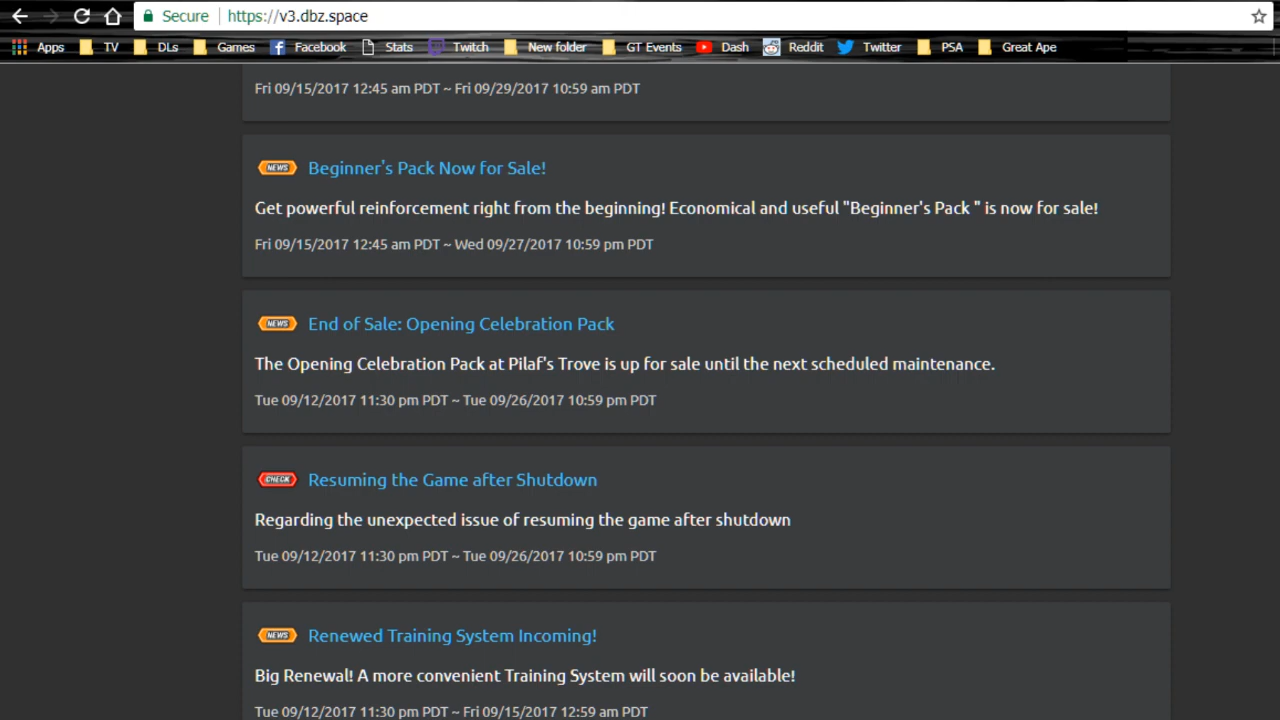 Secure https://v3.dbz.space
Apps TV DLs Games Facebook Stats Twitch New folder GT Events Dash Reddit Twitter PSA Great Ape
Fri 09/15/2017 12:45 am PDT ~ Fri 09/29/2017 10:59 am PDT
NEWS Beginner's Pack Now for Sale!
Get powerful reinforcement right from the beginning! Economical and useful "Beginner's Pack " is now for sale!
Fri 09/15/2017 12:45 am PDT ~ Wed 09/27/2017 10:59 pm PDT
NEWS End of Sale: Opening Celebration Pack
The Opening Celebration Pack at Pilaf's Trove is up for sale until the next scheduled maintenance.
Tue 09/12/2017 11:30 pm PDT ~ Tue 09/26/2017 10:59 pm PDT
CHECK Resuming the Game after Shutdown
Regarding the unexpected issue of resuming the game after shutdown
Tue 09/12/2017 11:30 pm PDT ~ Tue 09/26/2017 10:59 pm PDT
NEWS Renewed Training System Incoming!
Big Renewal! A more convenient Training System will soon be available!
Tue 09/12/2017 11:30 pm PDT ~ Fri 09/15/2017 12:59 am PDT